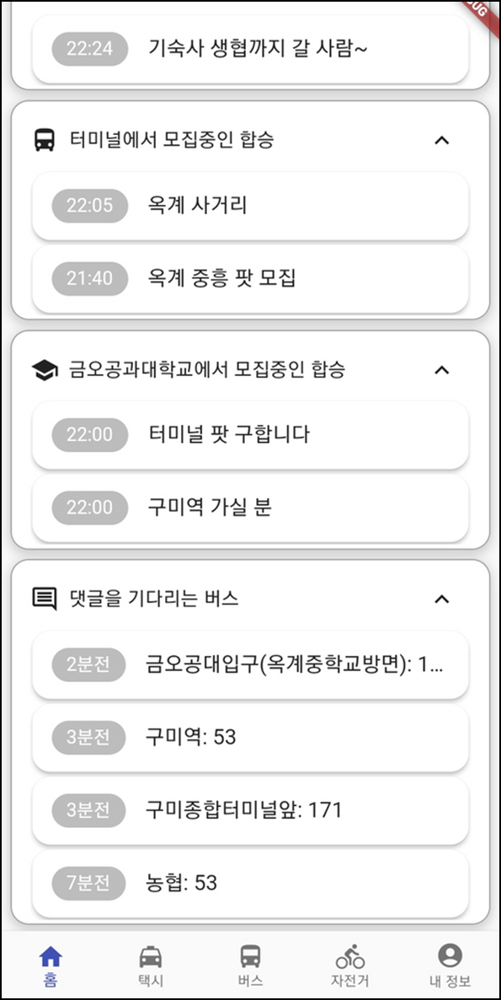 22:24 기숙사 생협까지 갈 사람~
터미널에서 모집중인 합승
22:05 옥계 사거리
21:40 옥계 중흥 팟 모집
금오공과대학교에서 모집중인 합승
22:00 터미널 팟 구합니다
22:00 구미역 가실 분
댓글을 기다리는 버스
2분전 금오공대입구(옥계중학교방면): 1...
3분전 구미역: 53
3분전 구미종합터미널앞: 171
7분전 농협: 53
홈 택시 버스 자전거 내 정보